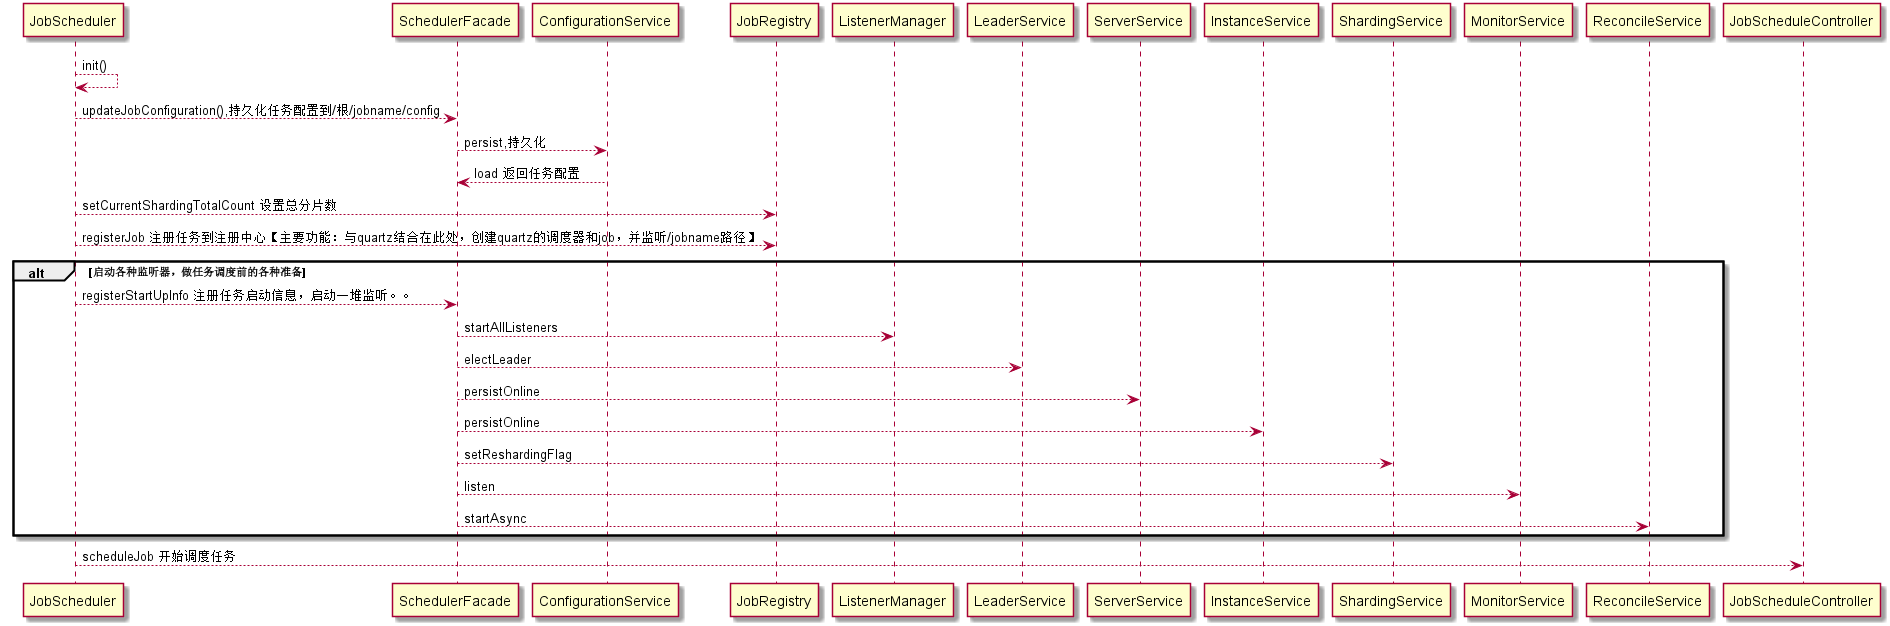 JobScheduler SchedulerFacade ConfigurationService JobRegistry ListenerManager LeaderService ServerService InstanceService ShardingService MonitorService ReconcileService JobScheduleController
init()
updateJobConfiguration(),持久化任务配置到/根/jobname/config
persist,持久化
load 返回任务配置
setCurrentShardingTotalCount 设置总分片数
registerJob 注册任务到注册中心【主要功能：与quartz结合在此处，创建quartz的调度器和job，并监听/jobname路径】
alt [启动各种监听器，做任务调度前的各种准备]
registerStartUpInfo 注册任务启动信息，启动一堆监听。。
startAllListeners
electLeader
persistOnline
persistOnline
setReshardingFlag
listen
startAsync
scheduleJob 开始调度任务
JobScheduler SchedulerFacade ConfigurationService JobRegistry ListenerManager LeaderService ServerService InstanceService ShardingService MonitorService ReconcileService JobScheduleController